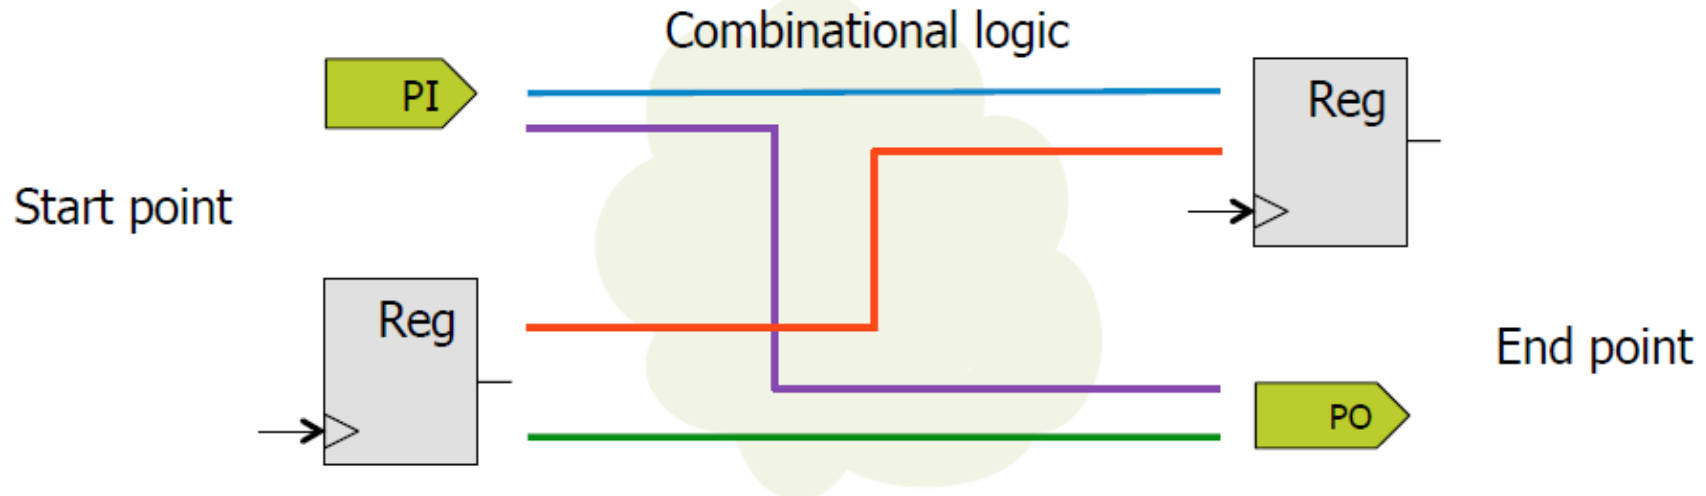 Combinational logic
PI
Reg
Start point
Reg
End point
PO